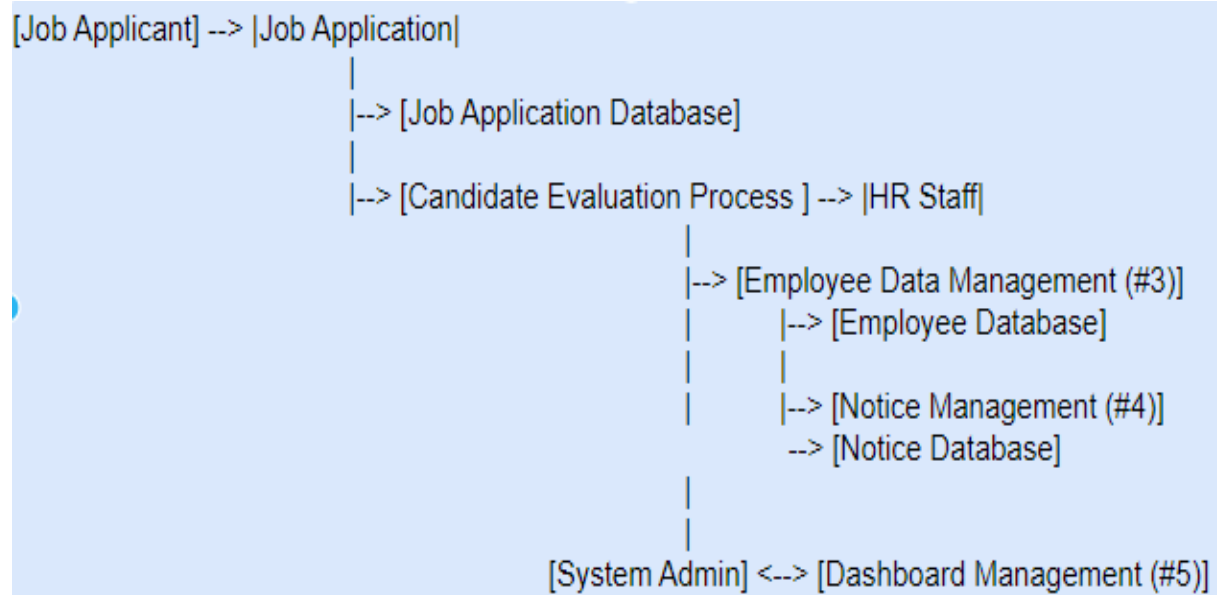 [Job Applicant] --> |Job Application|
|
|--> [Job Application Database]
|
|--> [Candidate Evaluation Process ] --> |HR Staff|
|
|--> [Employee Data Management (#3)]
| |--> [Employee Database]
| |
| |--> [Notice Management (#4)]
--> [Notice Database]
|
|
[System Admin] <--> [Dashboard Management (#5)]